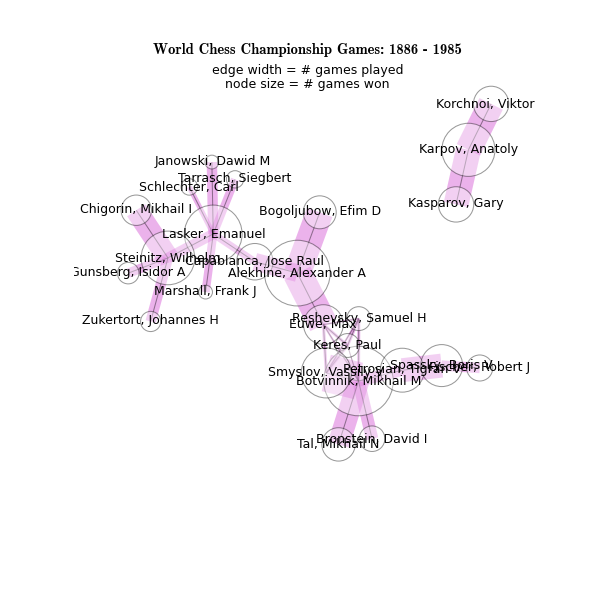 World Chess Championship Games: 1886 - 1985
edge width = # games played
node size = # games won
Korchnoi, Viktor
Karpov, Anatoly
Janowski, Dawid M
Tarrasch, Siegbert
Schlechter, Carl
Kasparov, Gary
Chigorin, Mikhail I
Bogoljubow, Efim D
Lasker, Emanuel
Steinitz, Wilhelm
Capablanca, Jose Raul
Gunsberg, Isidor A
Alekhine, Alexander A
Marshall, Frank J
Zukertort, Johannes H
Reshevsky, Samuel H
Euwe, Max
Keres, Paul
Spassky, Boris V
Robert J
Petrosian, Tigran V
Smyslov, Vassily V
Botvinnik, Mikhail M
Bronstein, David I
Tal, Mikhail N